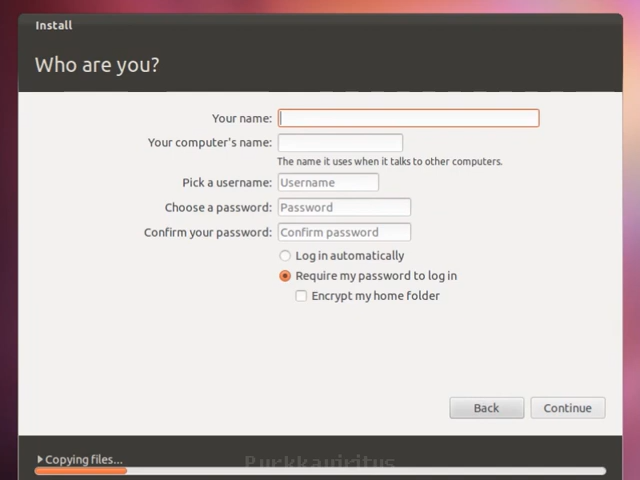 Install
Who are you?
Your name:
Your computer's name:
The name it uses when it talks to other computers.
Pick a username: Username
Choose a password: Password
Confirm your password: Confirm password
Log in automatically
Require my password to log in
Encrypt my home folder
Back Continue
Copying files...
Purkkaviritus